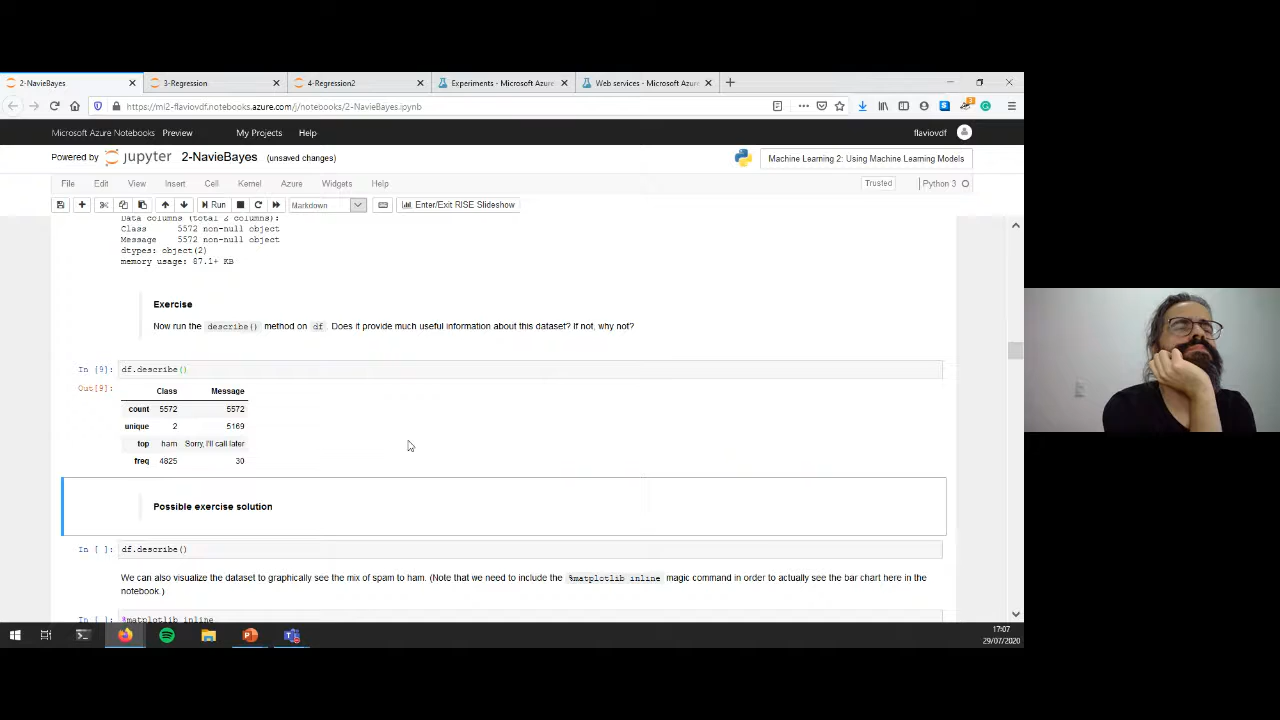 2-NavieBayes
3-Regression
4-Regression2
Experiments - Microsoft Azure
Web services - Microsoft Azure
https://ml2-flaviovdf.notebooks.azure.com/j/notebooks/2-NavieBayes.ipynb
Microsoft Azure Notebooks Preview My Projects Help flaviovdf
Powered by jupyter 2-NavieBayes (unsaved changes) Machine Learning 2: Using Machine Learning Models
File Edit View Insert Cell Kernel Azure Widgets Help Trusted Python 3
Run Markdown Enter/Exit RISE Slideshow
Data columns (total 2 columns):
Class 5572 non-null object
Message 5572 non-null object
dtypes: object(2)
memory usage: 87.1+ KB
Exercise
Now run the describe() method on df. Does it provide much useful information about this dataset? If not, why not?
In [9]: df.describe()
Out[9]:
Class Message
count 5572 5572
unique 2 5169
top ham Sorry, I'll call later
freq 4825 30
Possible exercise solution
In [ ]: df.describe()
We can also visualize the dataset to graphically see the mix of spam to ham. (Note that we need to include the %matplotlib inline magic command in order to actually see the bar chart here in the
notebook.)
In [ ]: %matplotlib inline
17:07
29/07/2020